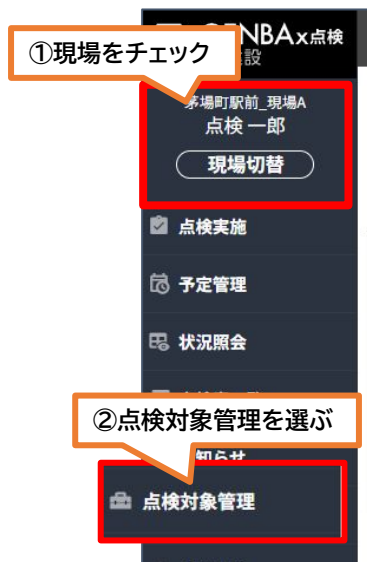 NBAx点検
①現場をチェック
設
茅場町駅前_現場A
点検 一郎
現場切替
点検実施
予定管理
状況照会
②点検対象管理を選ぶ
知らせ
点検対象管理